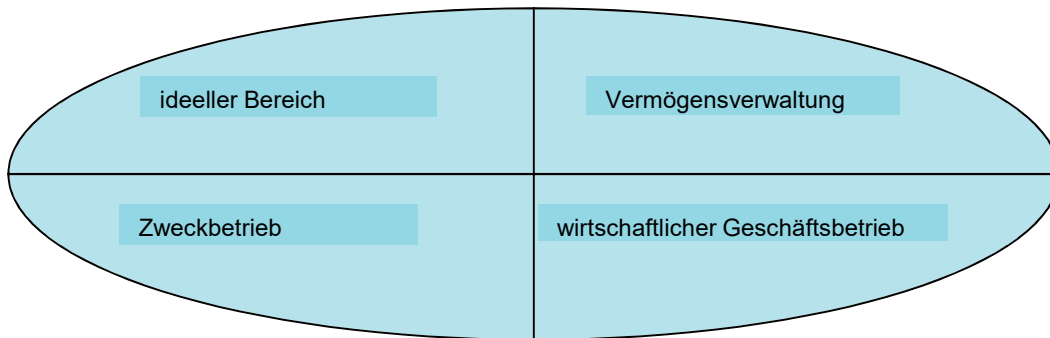 ideeller Bereich
Vermögensverwaltung
Zweckbetrieb
wirtschaftlicher Geschäftsbetrieb